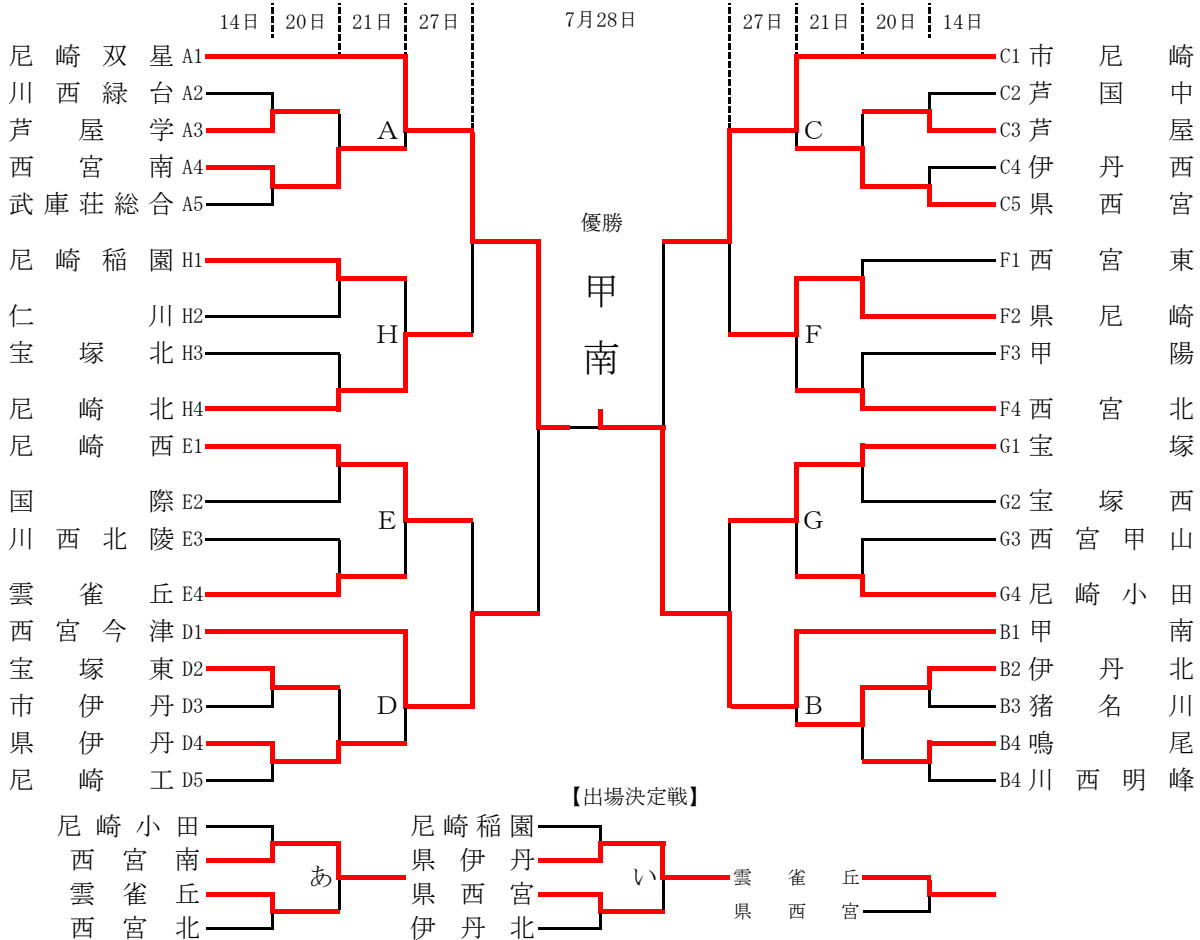 14日 20日 21日 27日 7月28日 27日 21日 20日 14日
尼崎双星 A1 C1 市尼崎
川西緑台 A2 C2 芦国中
芦屋学 A3 A C C3 芦屋
西宮南 A4 C4 伊丹西
武庫荘総合 A5 C5 県西宮
優勝
尼崎稲園 H1 F1 西宮東
甲南
仁川 H2 F2 県尼崎
H F
宝塚北 H3 F3 甲陽
尼崎北 H4 F4 西宮北
尼崎西 E1 G1 宝塚
国際 E2 G2 宝塚西
E G
川西北陵 E3 G3 西宮甲山
雲雀丘 E4 G4 尼崎小田
西宮今津 D1 B1 甲南
宝塚東 D2 B2 伊丹北
市伊丹 D3 D B B3 猪名川
県伊丹 D4 B4 鳴尾
尼崎工 D5 B4 川西明峰
【出場決定戦】
尼崎小田 尼崎稲園
西宮南 県伊丹
あ い 雲雀丘
雲雀丘 県西宮
県西宮
西宮北 伊丹北